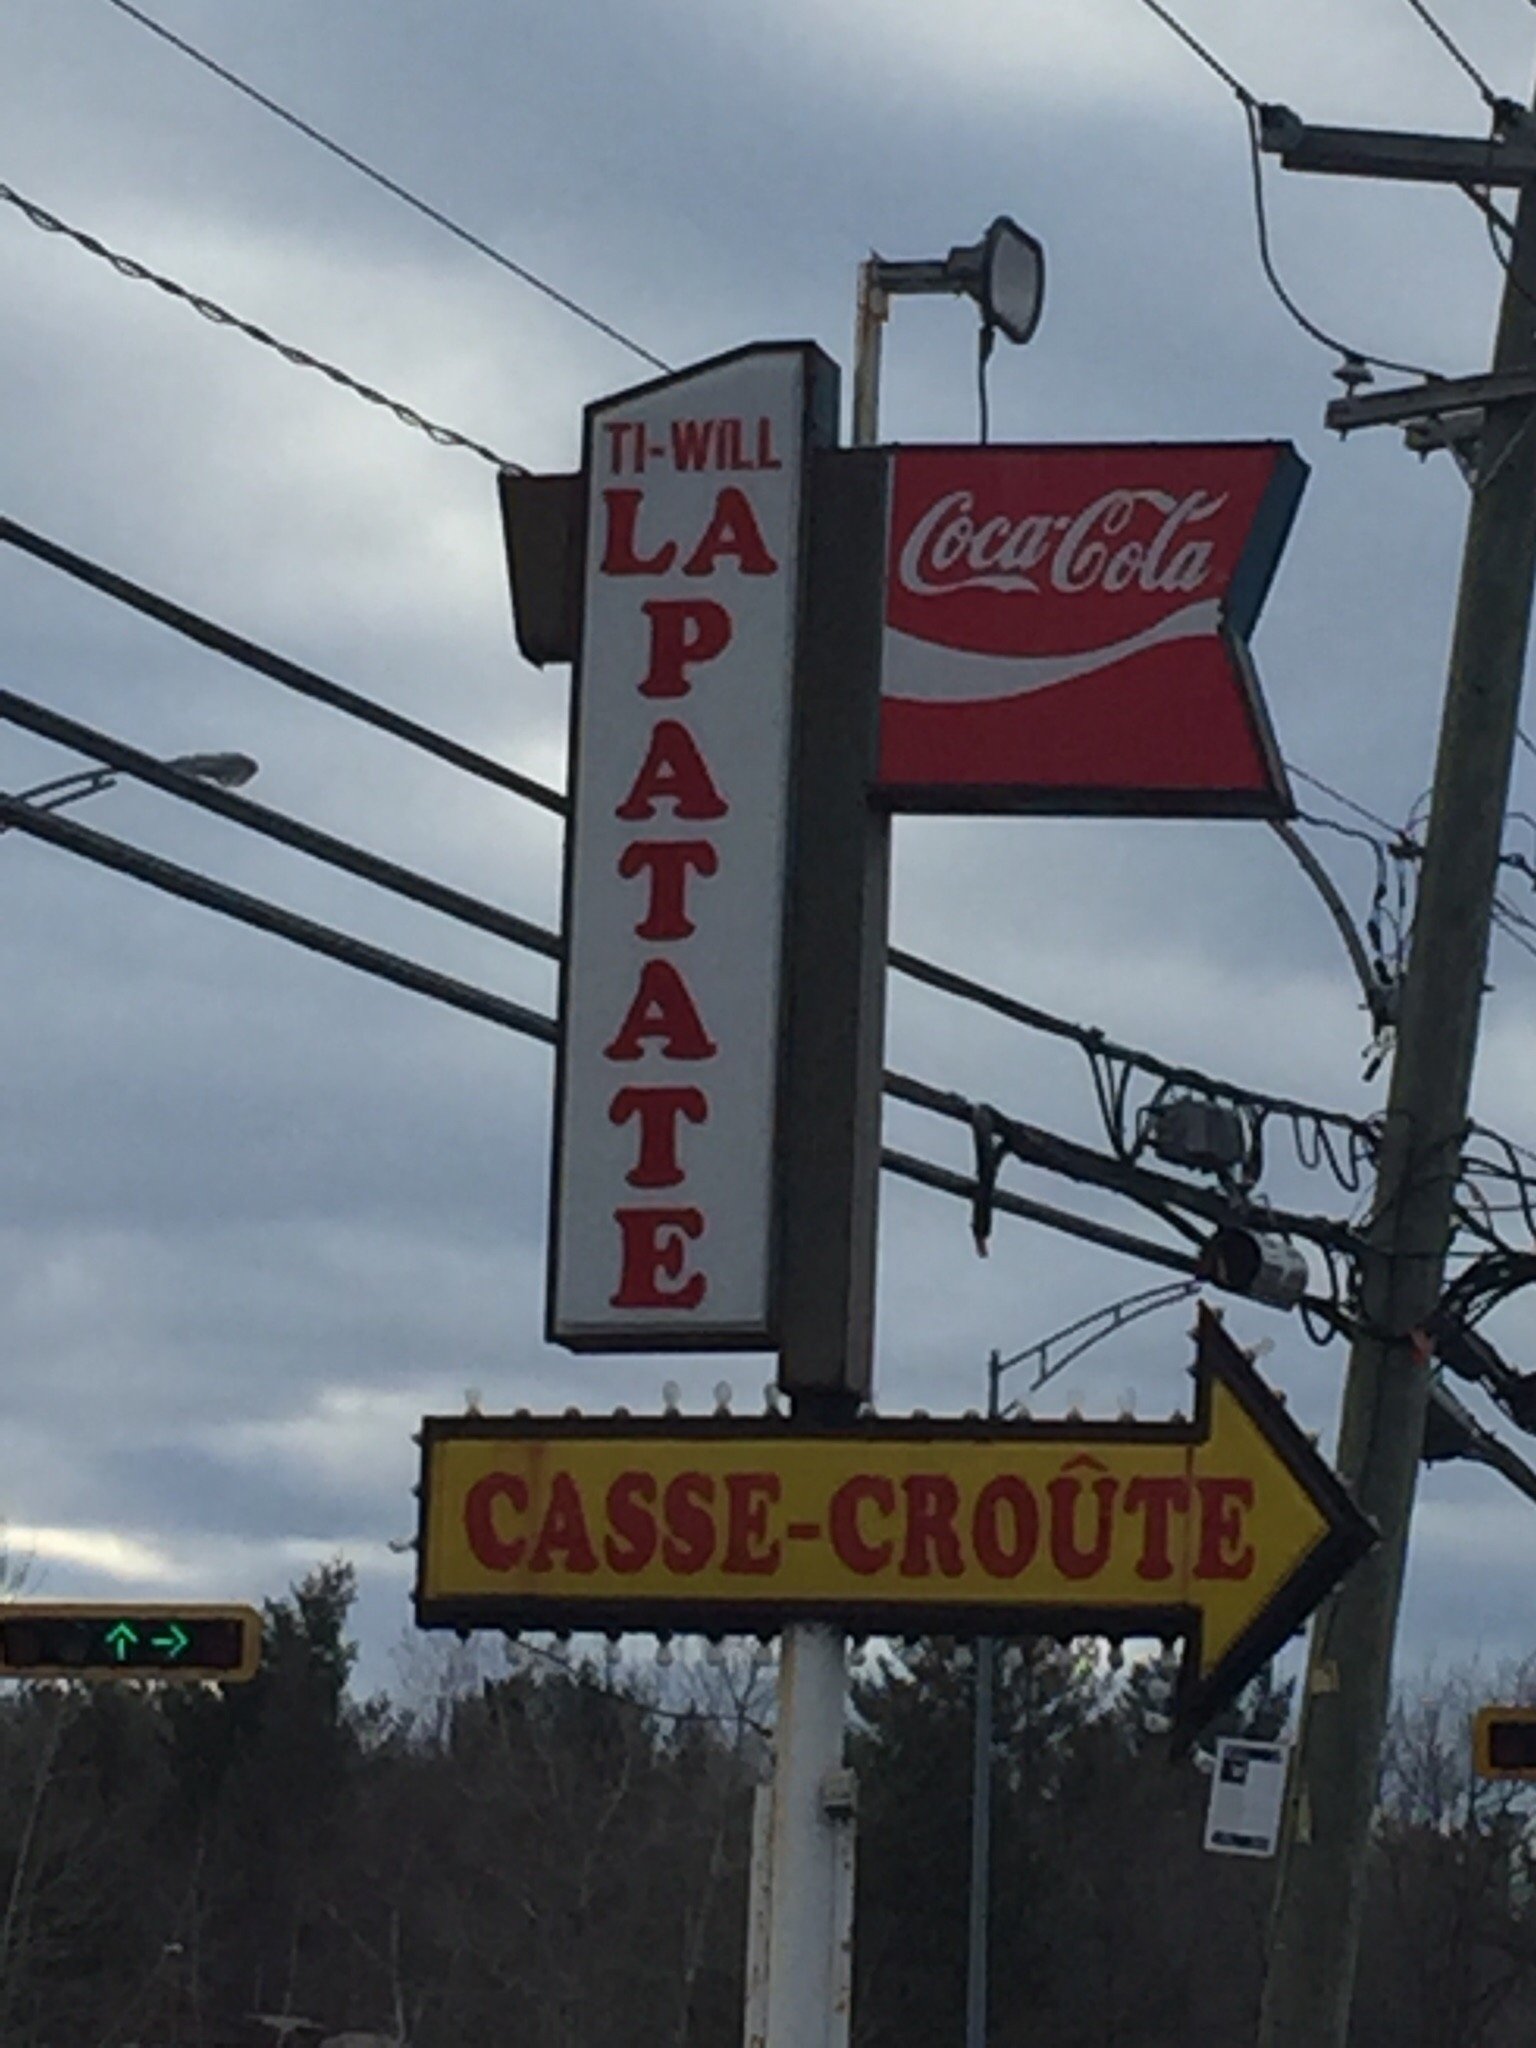 TI-WILL
LA
PATATE
Coca-Cola
CASSE-CROÛTE